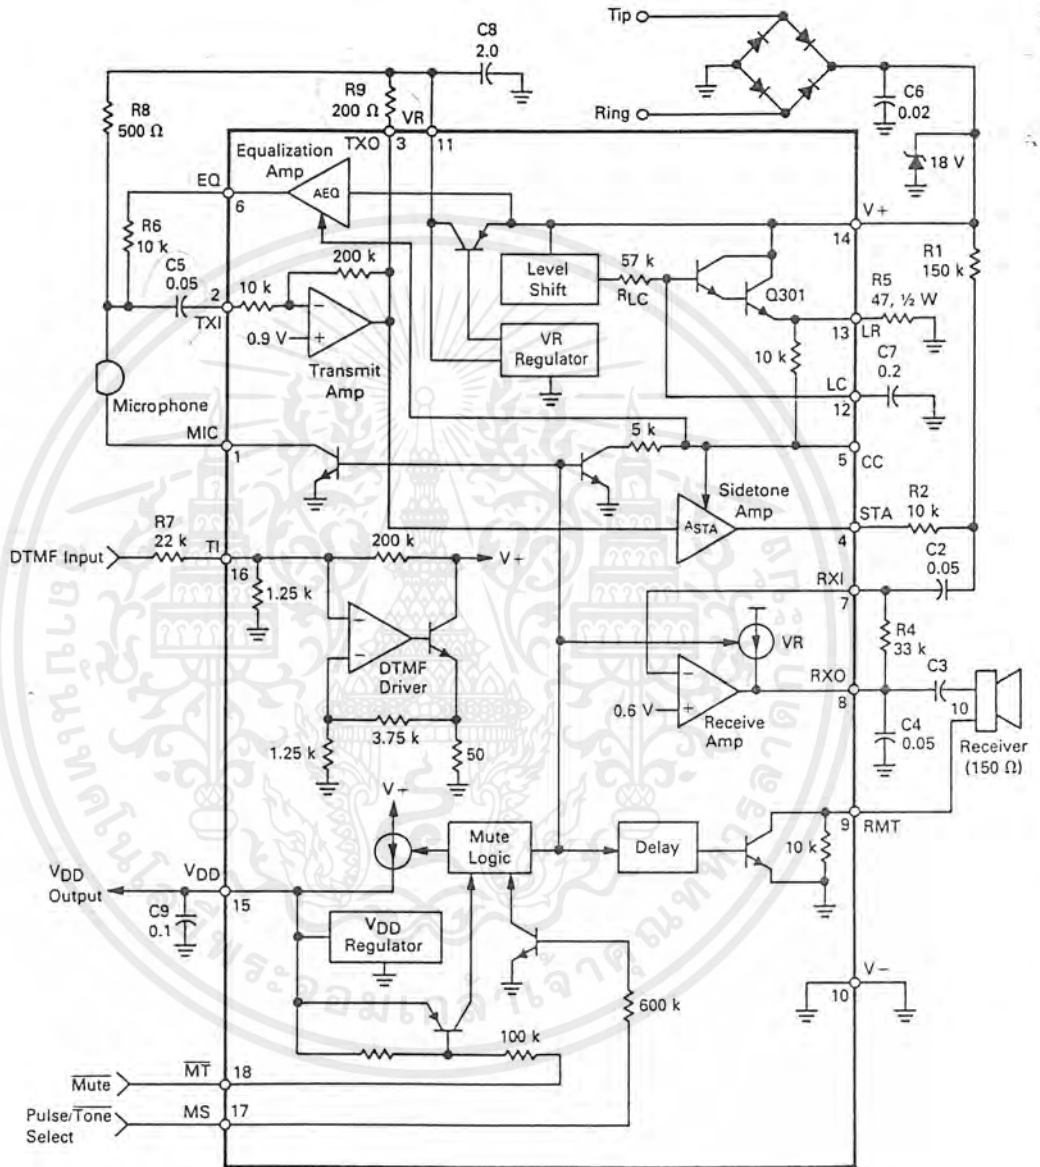 Tip
Ring
C8
2.0
R9
200 Ω
R8
500 Ω
C6
0.02
18 V
VR
TXO
3
11
Equalization
Amp
EQ
6
AEQ
V+
14
R6
10 k
C5
0.05
2
TXI
10 k
200 k
0.9 V
Transmit
Amp
Level
Shift
57 k
RLC
Q301
R1
150 k
R5
47, ½ W
13
LR
VR
Regulator
10 k
C7
0.2
LC
12
Microphone
MIC
1
5 k
5
CC
Sidetone
Amp
ASTA
STA
4
R2
10 k
DTMF Input
R7
22 k
TI
16
1.25 k
200 k
V+
DTMF
Driver
1.25 k
3.75 k
50
RXI
7
C2
0.05
VR
R4
33 k
RXO
8
0.6 V
Receive
Amp
C3
10
C4
0.05
Receiver
(150 Ω)
V+
Mute
Logic
Delay
10 k
9
RMT
VDD
Output
VDD
15
C9
0.1
VDD
Regulator
600 k
V−
10
100 k
Mute
MT
18
Pulse/Tone
Select
MS
17